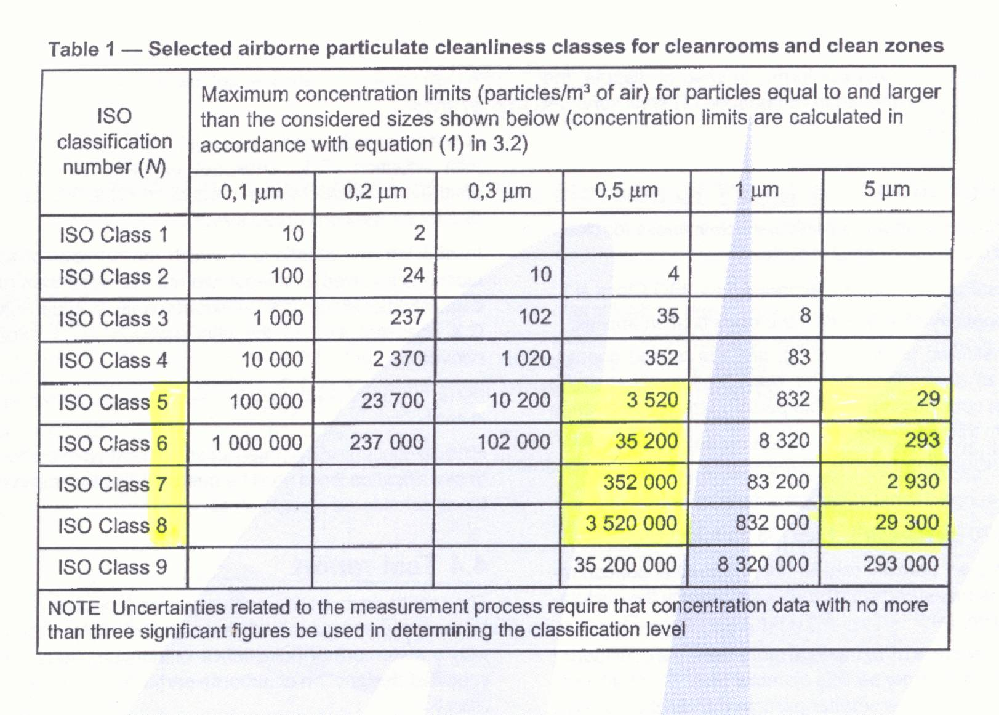 Table 1 — Selected airborne particulate cleanliness classes for cleanrooms and clean zones
ISO classification number (N)
Maximum concentration limits (particles/m³ of air) for particles equal to and larger
than the considered sizes shown below (concentration limits are calculated in
accordance with equation (1) in 3.2)
0,1 µm 0,2 µm 0,3 µm 0,5 µm 1 µm 5 µm
ISO Class 1 10 2
ISO Class 2 100 24 10 4
ISO Class 3 1 000 237 102 35 8
ISO Class 4 10 000 2 370 1 020 352 83
ISO Class 5 100 000 23 700 10 200 3 520 832 29
ISO Class 6 1 000 000 237 000 102 000 35 200 8 320 293
ISO Class 7 352 000 83 200 2 930
ISO Class 8 3 520 000 832 000 29 300
ISO Class 9 35 200 000 8 320 000 293 000
NOTE Uncertainties related to the measurement process require that concentration data with no more
than three significant figures be used in determining the classification level